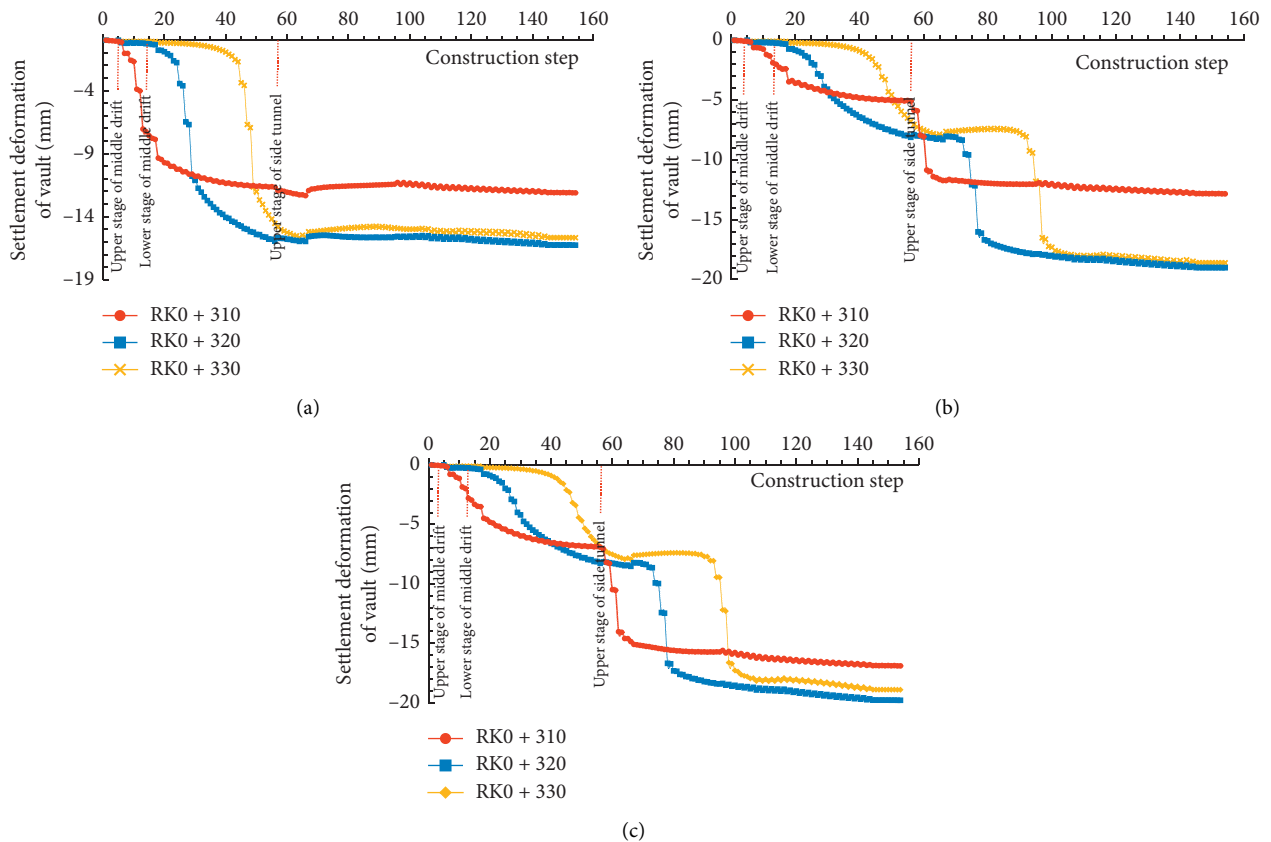 0 20 40 60 80 100 120 140 160
Construction step
−4
−9
−14
−19
Settlement deformation
of vault (mm)
Upper stage of middle drift
Lower stage of middle drift
Upper stage of side tunnel
RK0 + 310
RK0 + 320
RK0 + 330
(a)
0 20 40 60 80 100 120 140 160
Construction step
0
−5
−10
−15
−20
Settlement deformation
of vault (mm)
Upper stage of middle drift
Lower stage of middle drift
Upper stage of side tunnel
RK0 + 310
RK0 + 320
RK0 + 330
(b)
0 20 40 60 80 100 120 140 160
Construction step
0
−5
−10
−15
−20
Settlement deformation
of vault (mm)
Upper stage of middle drift
Lower stage of middle drift
Upper stage of side tunnel
RK0 + 310
RK0 + 320
RK0 + 330
(c)